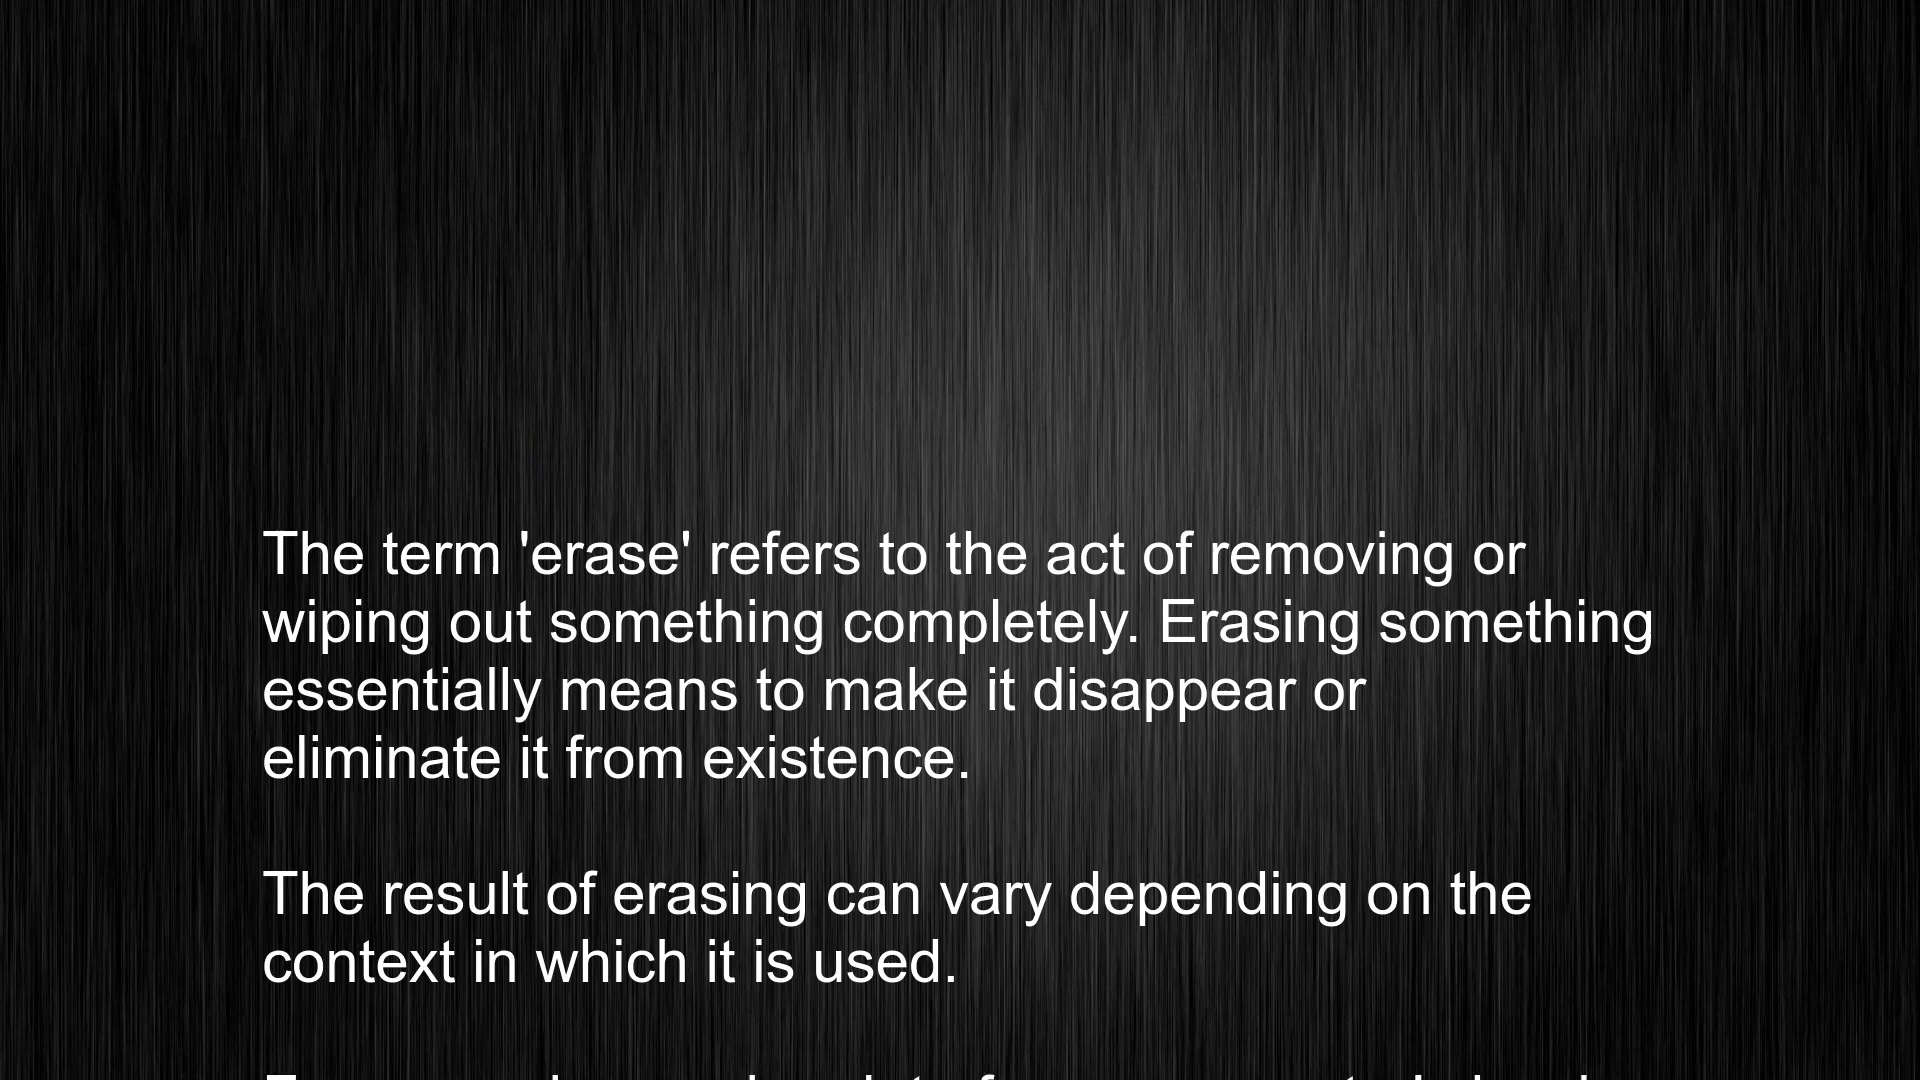 The term 'erase' refers to the act of removing or
wiping out something completely. Erasing something
essentially means to make it disappear or
eliminate it from existence.
The result of erasing can vary depending on the
context in which it is used.